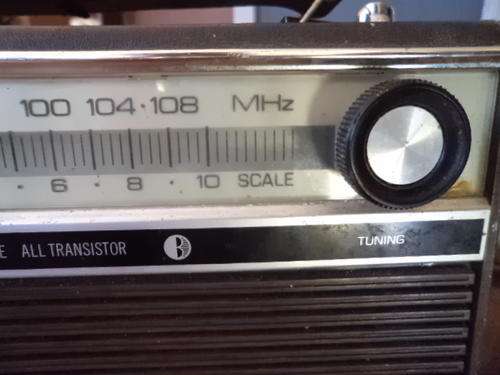 100 104·108 MHz
· 6 · 8 · 10 SCALE
E ALL TRANSISTOR B TUNING